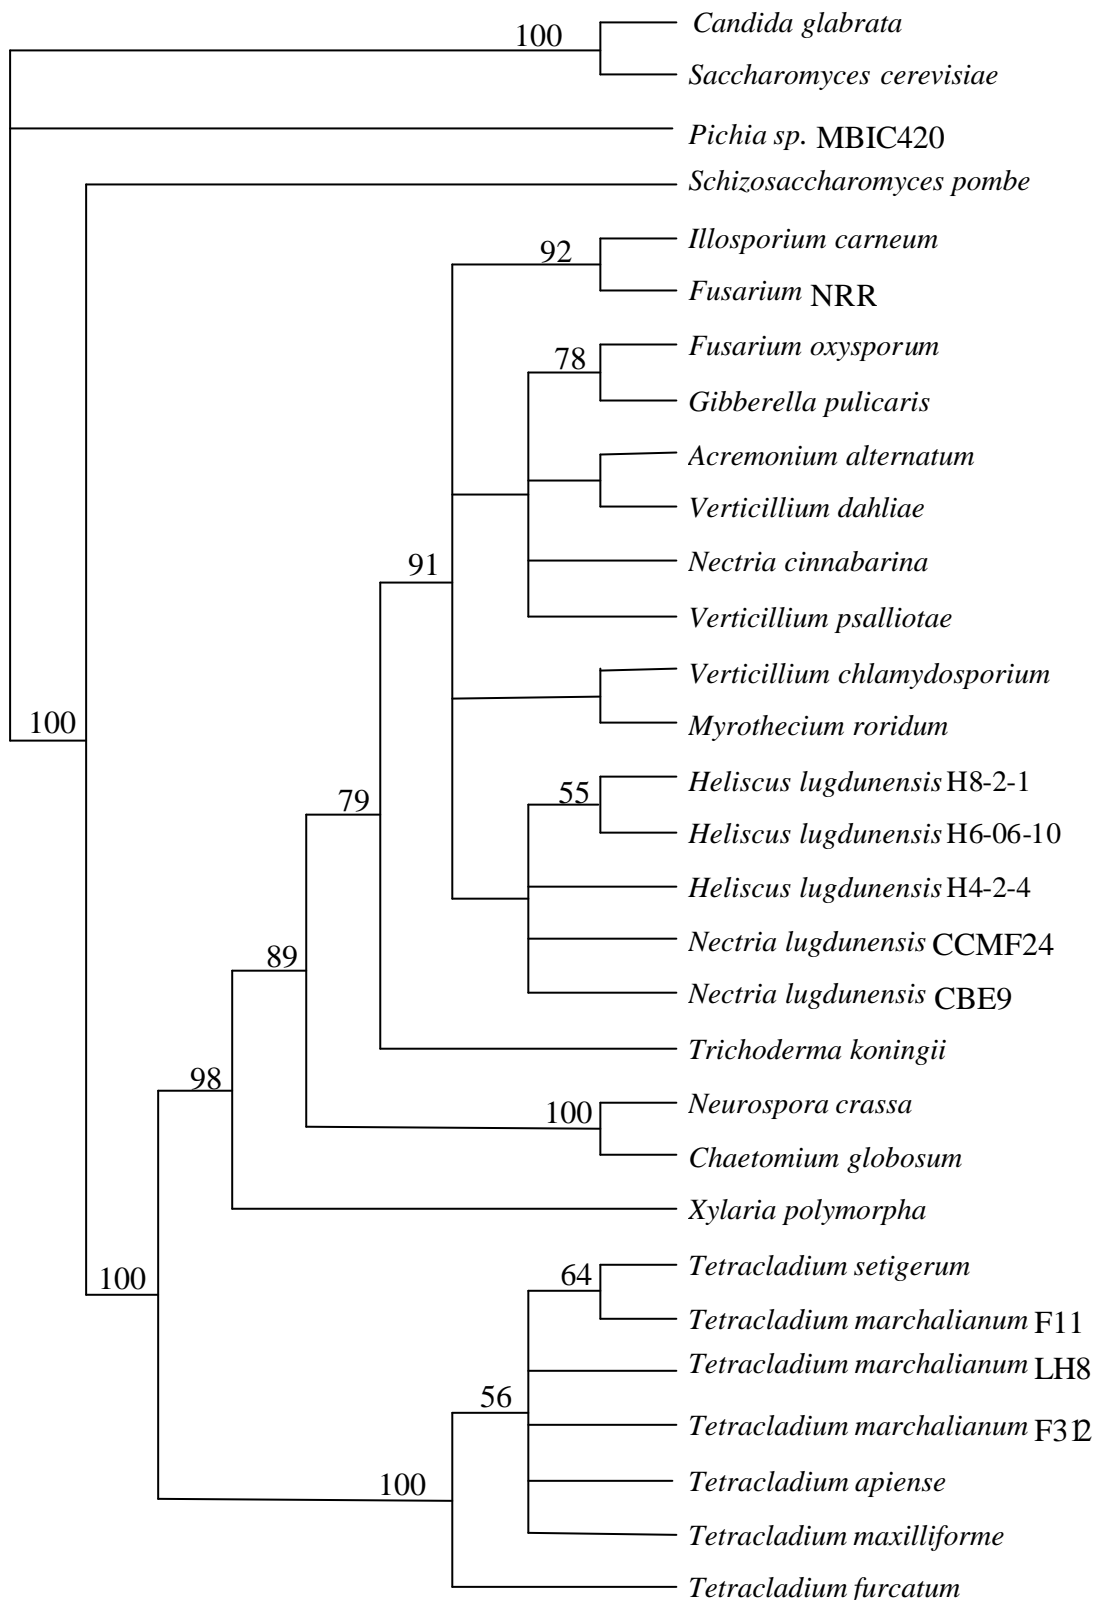 100
Candida glabrata
Saccharomyces cerevisiae
Pichia sp. MBIC420
Schizosaccharomyces pombe
92
Illosporium carneum
Fusarium NRR
78
Fusarium oxysporum
Gibberella pulicaris
Acremonium alternatum
Verticillium dahliae
91
Nectria cinnabarina
Verticillium psalliotae
Verticillium chlamydosporium
100
Myrothecium roridum
79
55
Heliscus lugdunensis H8-2-1
Heliscus lugdunensis H6-06-10
Heliscus lugdunensis H4-2-4
89
Nectria lugdunensis CCMF24
Nectria lugdunensis CBE9
Trichoderma koningii
98
100
Neurospora crassa
Chaetomium globosum
Xylaria polymorpha
100
64
Tetracladium setigerum
Tetracladium marchalianum F11
Tetracladium marchalianum LH8
56
Tetracladium marchalianum F312
100
Tetracladium apiense
Tetracladium maxilliforme
Tetracladium furcatum